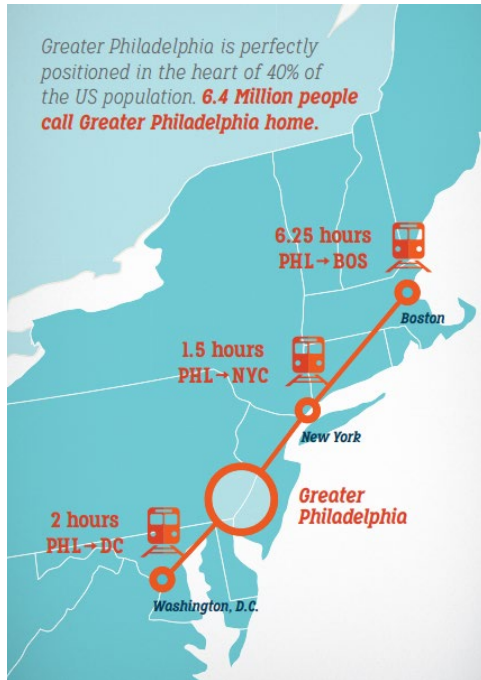 Greater Philadelphia is perfectly
positioned in the heart of 40% of
the US population. 6.4 Million people
call Greater Philadelphia home.
6.25 hours
PHL→BOS
Boston
1.5 hours
PHL→NYC
New York
Greater
Philadelphia
2 hours
PHL→DC
Washington, D.C.